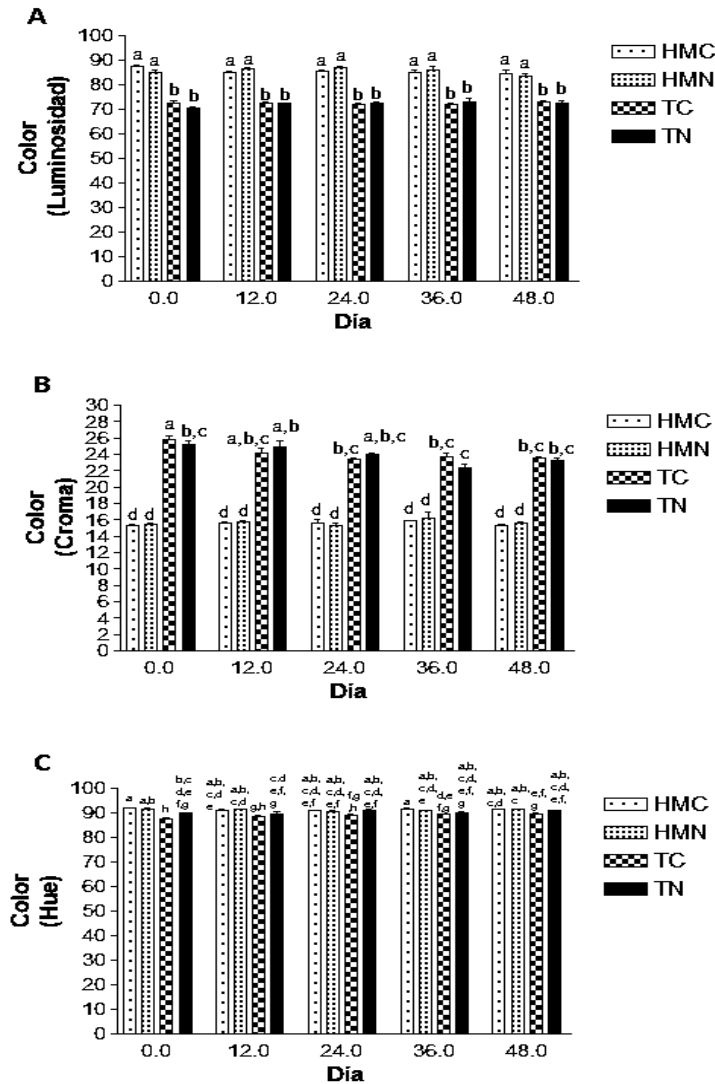 A
Color
(Luminosidad)
100
90
80
70
60
50
40
30
20
10
0
a a b b
a a b b
a a b b
a a b b
a a b b
0.0 12.0 24.0 36.0 48.0
Día
HMC
HMN
TC
TN
B
Color
(Croma)
30
28
26
24
22
20
18
16
14
12
10
8
6
4
2
0
d d a b,c
d d a,b,c a,b
d d b,c a,b,c
d d b,c c
d d b,c b,c
0.0 12.0 24.0 36.0 48.0
Día
HMC
HMN
TC
TN
C
Color
(Hue)
100
90
80
70
60
50
40
30
20
10
0
a a,b h b,c d,e f,g
a,b, c,d e a,b, c,d g,h c,d e,f, g
a,b, c,d, e,f a,b, c,d, e,f f,g h a,b, c,d, e,f
a a,b, c,d, e d,e f,g a,b, c,d, e,f, g
a,b, c,d a,b, c e,f, g a,b, c,d, e,f,
0.0 12.0 24.0 36.0 48.0
Día
HMC
HMN
TC
TN